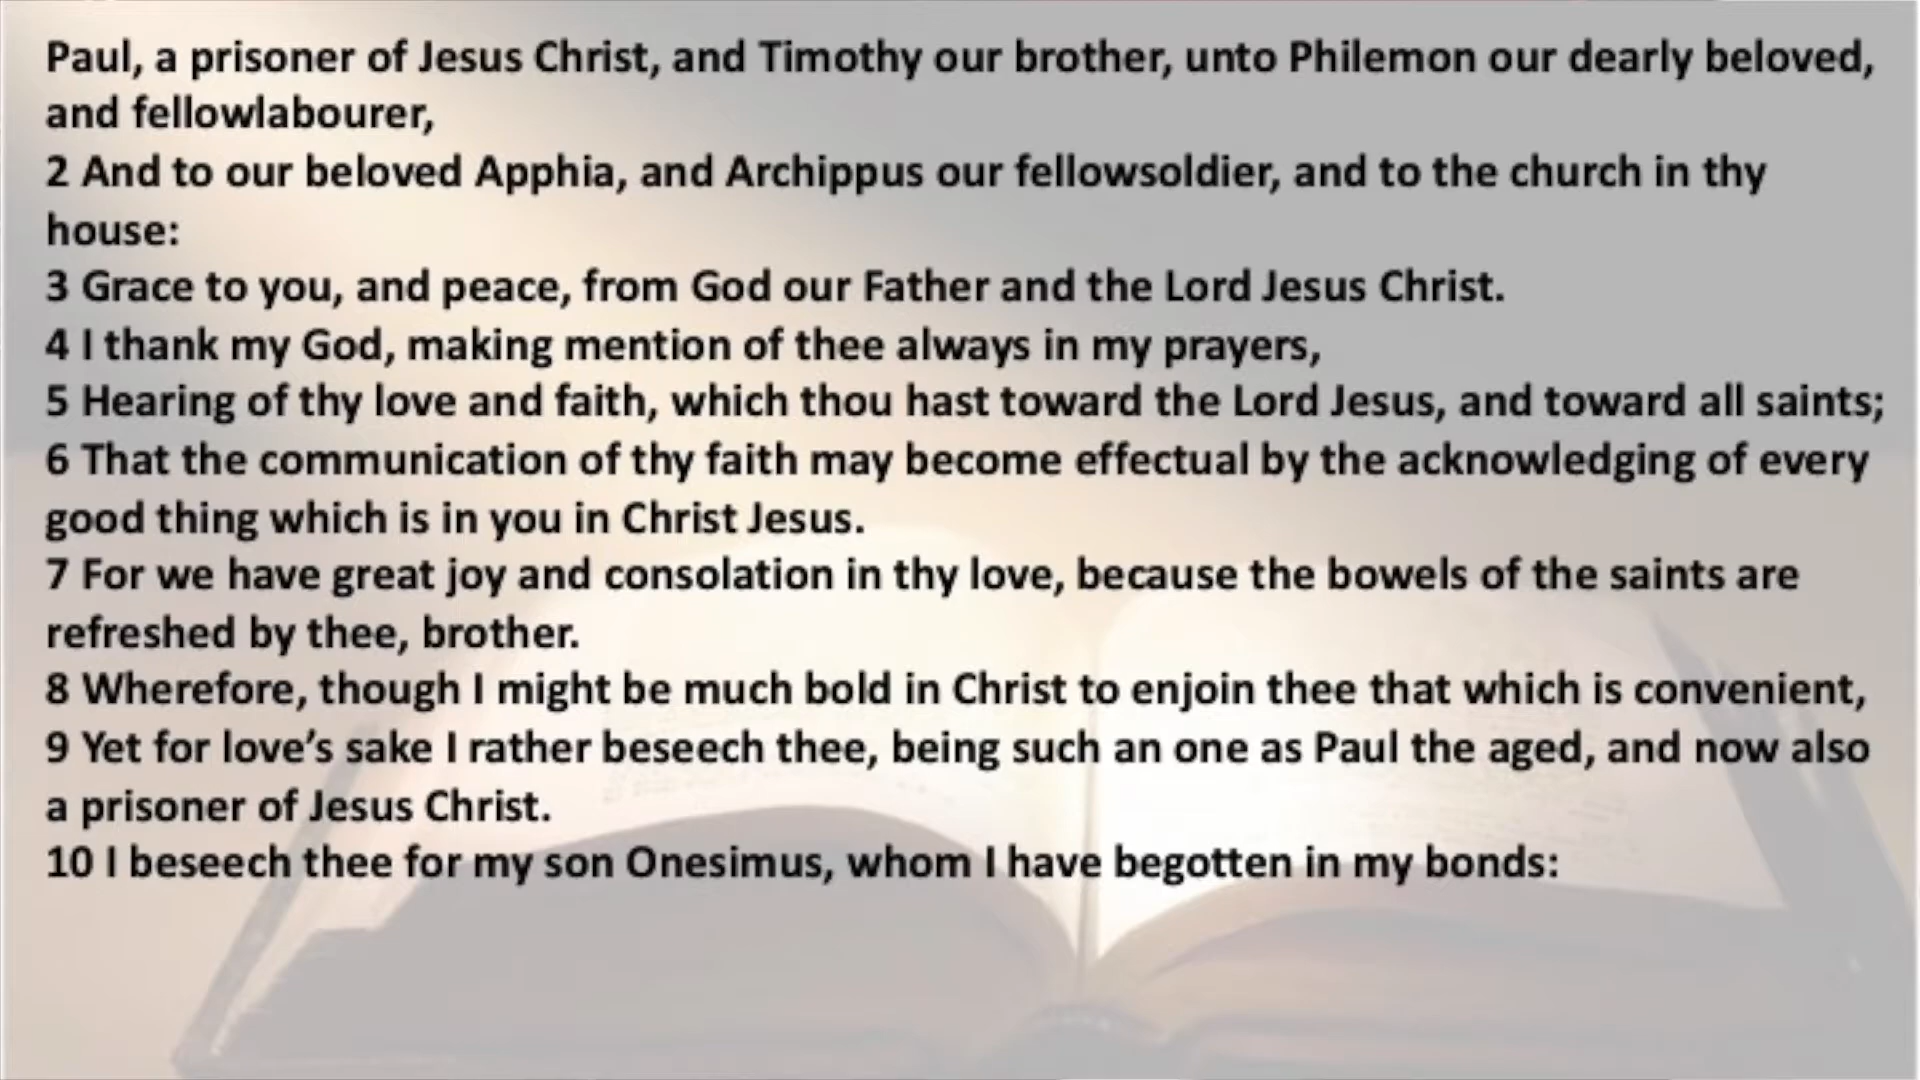 Paul, a prisoner of Jesus Christ, and Timothy our brother, unto Philemon our dearly beloved,
and fellowlabourer,
2 And to our beloved Apphia, and Archippus our fellowsoldier, and to the church in thy
house:
3 Grace to you, and peace, from God our Father and the Lord Jesus Christ.
4 I thank my God, making mention of thee always in my prayers,
5 Hearing of thy love and faith, which thou hast toward the Lord Jesus, and toward all saints;
6 That the communication of thy faith may become effectual by the acknowledging of every
good thing which is in you in Christ Jesus.
7 For we have great joy and consolation in thy love, because the bowels of the saints are
refreshed by thee, brother.
8 Wherefore, though I might be much bold in Christ to enjoin thee that which is convenient,
9 Yet for love’s sake I rather beseech thee, being such an one as Paul the aged, and now also
a prisoner of Jesus Christ.
10 I beseech thee for my son Onesimus, whom I have begotten in my bonds: